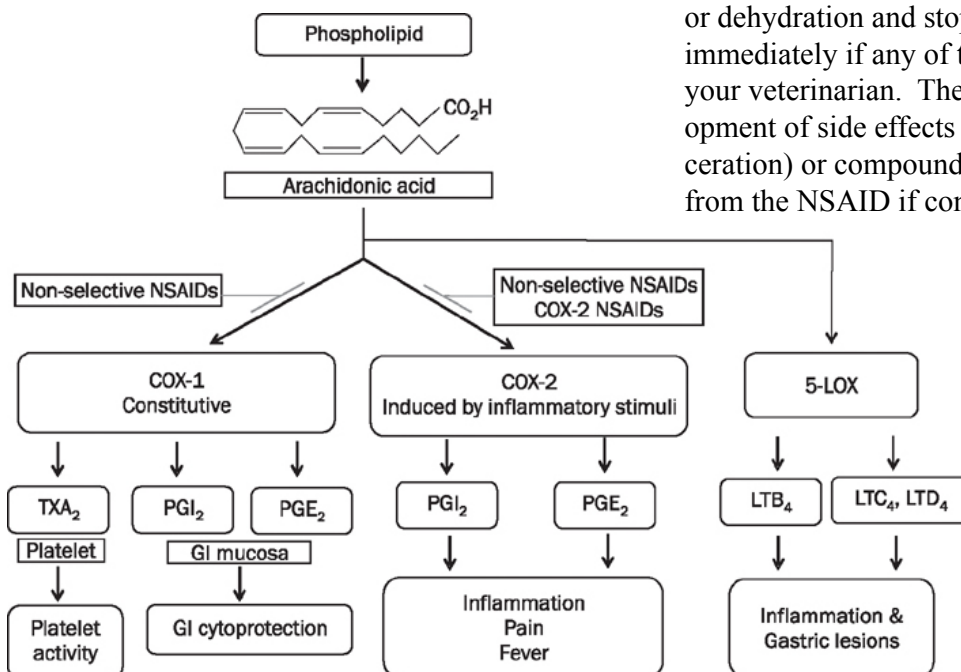 or dehydration and stop
immediately if any of t
your veterinarian.  The
opment of side effects
ceration) or compound
from the NSAID if con
Phospholipid
CO₂H
Arachidonic acid
Non-selective NSAIDs
Non-selective NSAIDs
COX-2 NSAIDs
COX-1
Constitutive
COX-2
Induced by inflammatory stimuli
5-LOX
TXA₂
PGI₂
PGE₂
PGI₂
PGE₂
LTB₄
LTC₄, LTD₄
Platelet
GI mucosa
Platelet
activity
GI cytoprotection
Inflammation
Pain
Fever
Inflammation &
Gastric lesions